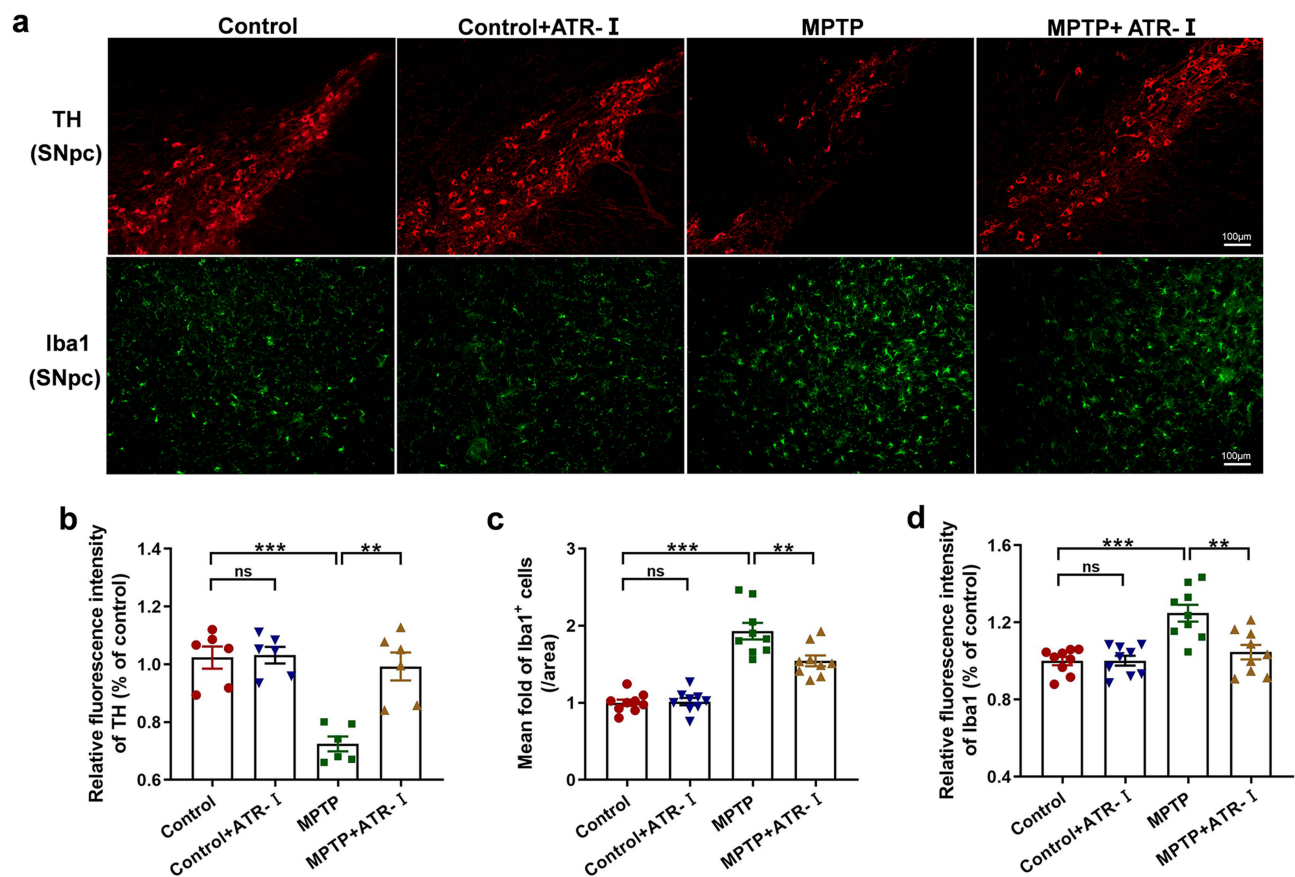 a
Control
Control+ATR-Ⅰ
MPTP
MPTP+ ATR-Ⅰ
TH
(SNpc)
100μm
Iba1
(SNpc)
100μm
b
Relative fluorescence intensity
of TH (% of control)
1.4
1.2
1.0
0.8
0.6
***
**
ns
Control
Control+ATR-Ⅰ
MPTP
MPTP+ATR-Ⅰ
c
Mean fold of Iba1+ cells
(/area)
3
2
1
0
***
**
ns
Control
Control+ATR-Ⅰ
MPTP
MPTP+ATR-Ⅰ
d
Relative fluorescence intensity
of Iba1 (% of control)
1.6
1.2
0.8
0.4
***
**
ns
Control
Control+ATR-Ⅰ
MPTP
MPTP+ATR-Ⅰ